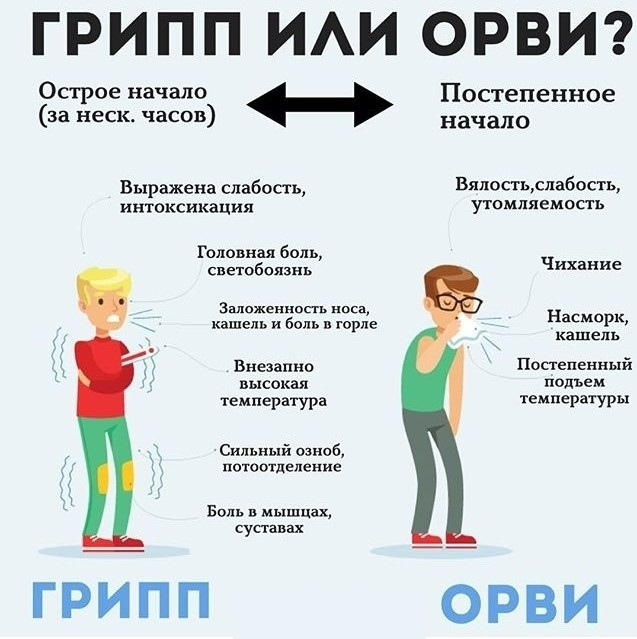 ГРИПП ИЛИ ОРВИ?
Острое начало
(за неск. часов)
Постепенное
начало
Выражена слабость,
интоксикация
Головная боль,
светобоязнь
Заложенность носа,
кашель и боль в горле
Внезапно
высокая
температура
Сильный озноб,
потоотделение
Боль в мышцах,
суставах
Вялость,слабость,
утомляемость
Чихание
Насморк,
кашель
Постепенный
подъем
температуры
ГРИПП
ОРВИ